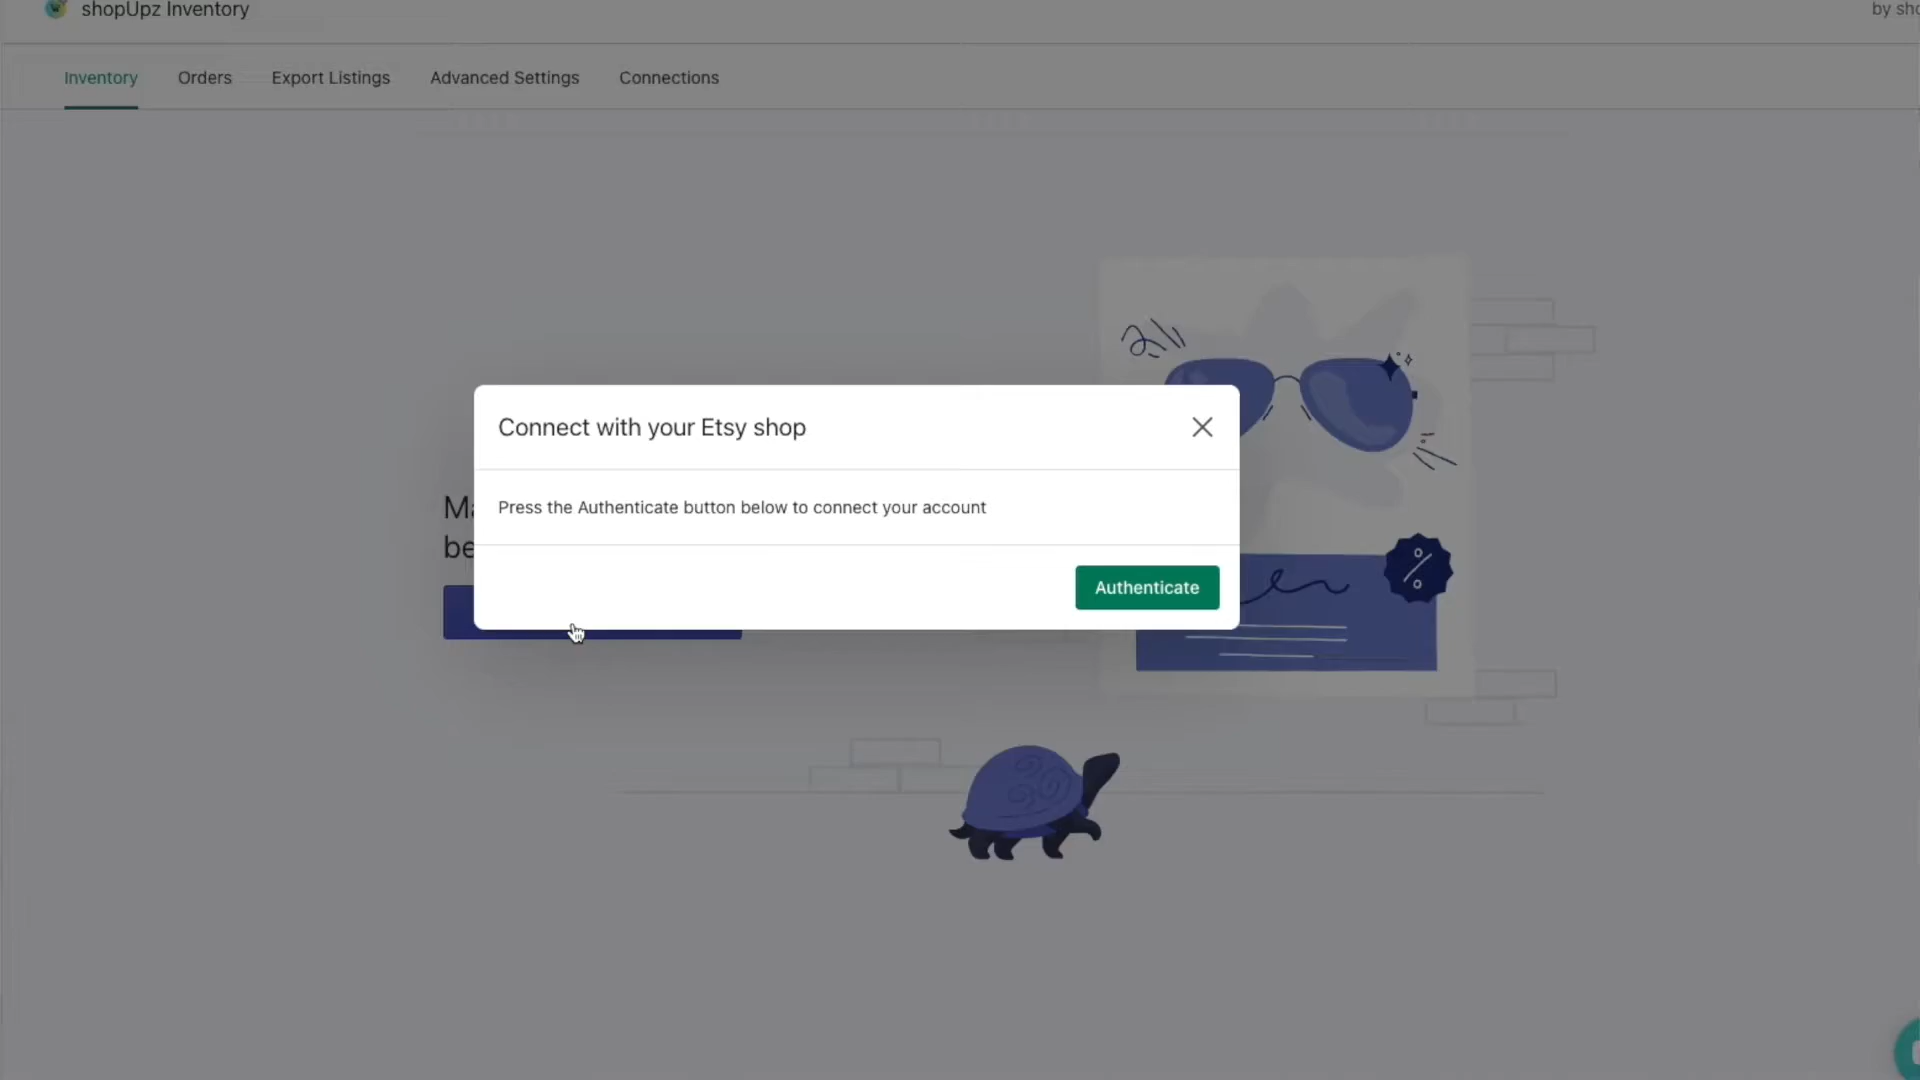 shopUpz Inventory
by sho
Inventory Orders Export Listings Advanced Settings Connections
Connect with your Etsy shop
Press the Authenticate button below to connect your account
Ma
be
Authenticate
%